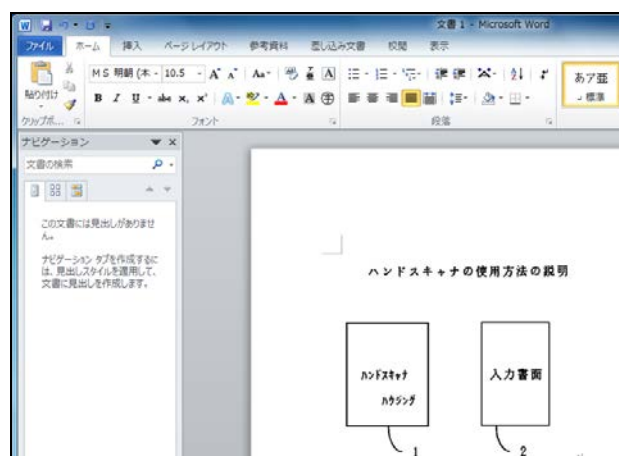 文書 1 - Microsoft Word
ファイル ホーム 挿入 ページ レイアウト 参考資料 差し込み文書 校閲 表示
MS 明朝 (本 10.5 A A Aa あ亜
貼り付け B I U abc x₂ x² A A A 字 標準
クリップボ... フォント 段落
ナビゲーション
文書の検索
この文書には見出しがありませ
ん。
ナビゲーション タブを作成するに
は、見出しスタイルを適用して、
文書に見出しを作成します。
ハンドスキャナの使用方法の説明
ハンドスキャナ
ハウジング
入力書面
1 2